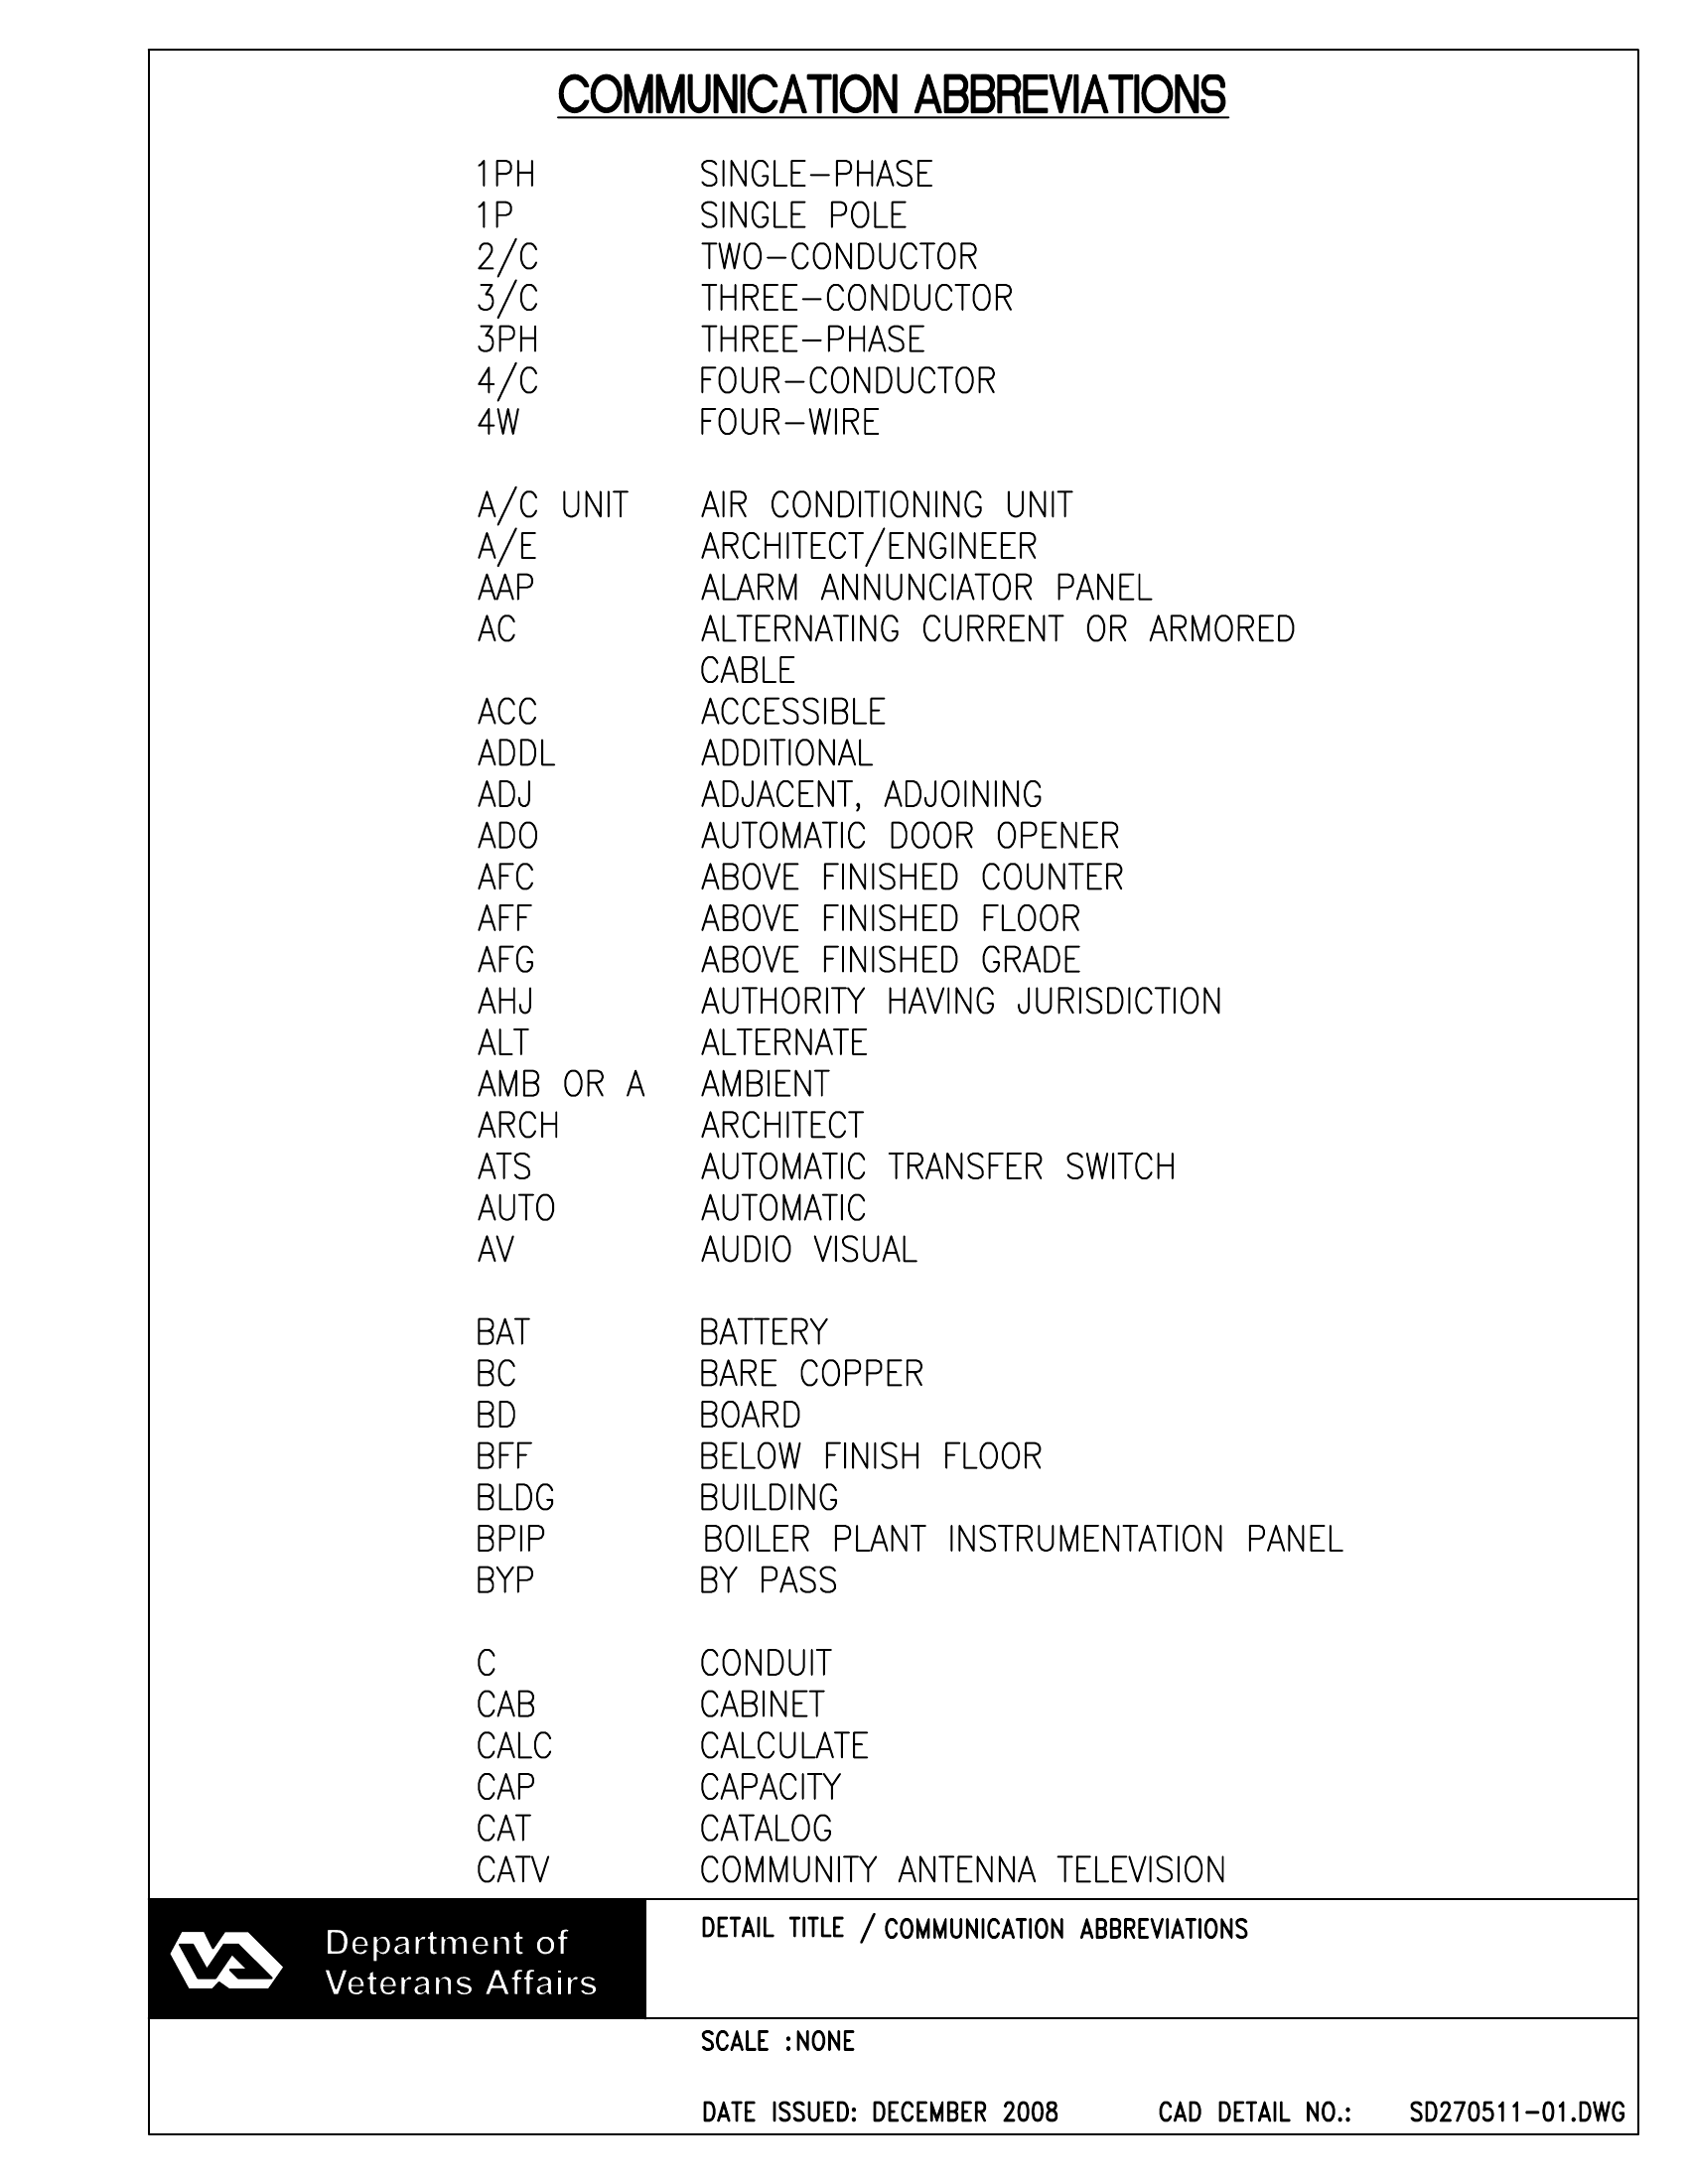 COMMUNICATION ABBREVIATIONS
1PH SINGLE-PHASE
1P SINGLE POLE
2/C TWO-CONDUCTOR
3/C THREE-CONDUCTOR
3PH THREE-PHASE
4/C FOUR-CONDUCTOR
4W FOUR-WIRE
A/C UNIT AIR CONDITIONING UNIT
A/E ARCHITECT/ENGINEER
AAP ALARM ANNUNCIATOR PANEL
AC ALTERNATING CURRENT OR ARMORED
CABLE
ACC ACCESSIBLE
ADDL ADDITIONAL
ADJ ADJACENT, ADJOINING
ADO AUTOMATIC DOOR OPENER
AFC ABOVE FINISHED COUNTER
AFF ABOVE FINISHED FLOOR
AFG ABOVE FINISHED GRADE
AHJ AUTHORITY HAVING JURISDICTION
ALT ALTERNATE
AMB OR A AMBIENT
ARCH ARCHITECT
ATS AUTOMATIC TRANSFER SWITCH
AUTO AUTOMATIC
AV AUDIO VISUAL
BAT BATTERY
BC BARE COPPER
BD BOARD
BFF BELOW FINISH FLOOR
BLDG BUILDING
BPIP BOILER PLANT INSTRUMENTATION PANEL
BYP BY PASS
C CONDUIT
CAB CABINET
CALC CALCULATE
CAP CAPACITY
CAT CATALOG
CATV COMMUNITY ANTENNA TELEVISION
Department of
Veterans Affairs
DETAIL TITLE / COMMUNICATION ABBREVIATIONS
SCALE :NONE
DATE ISSUED: DECEMBER 2008 CAD DETAIL NO.: SD270511-01.DWG